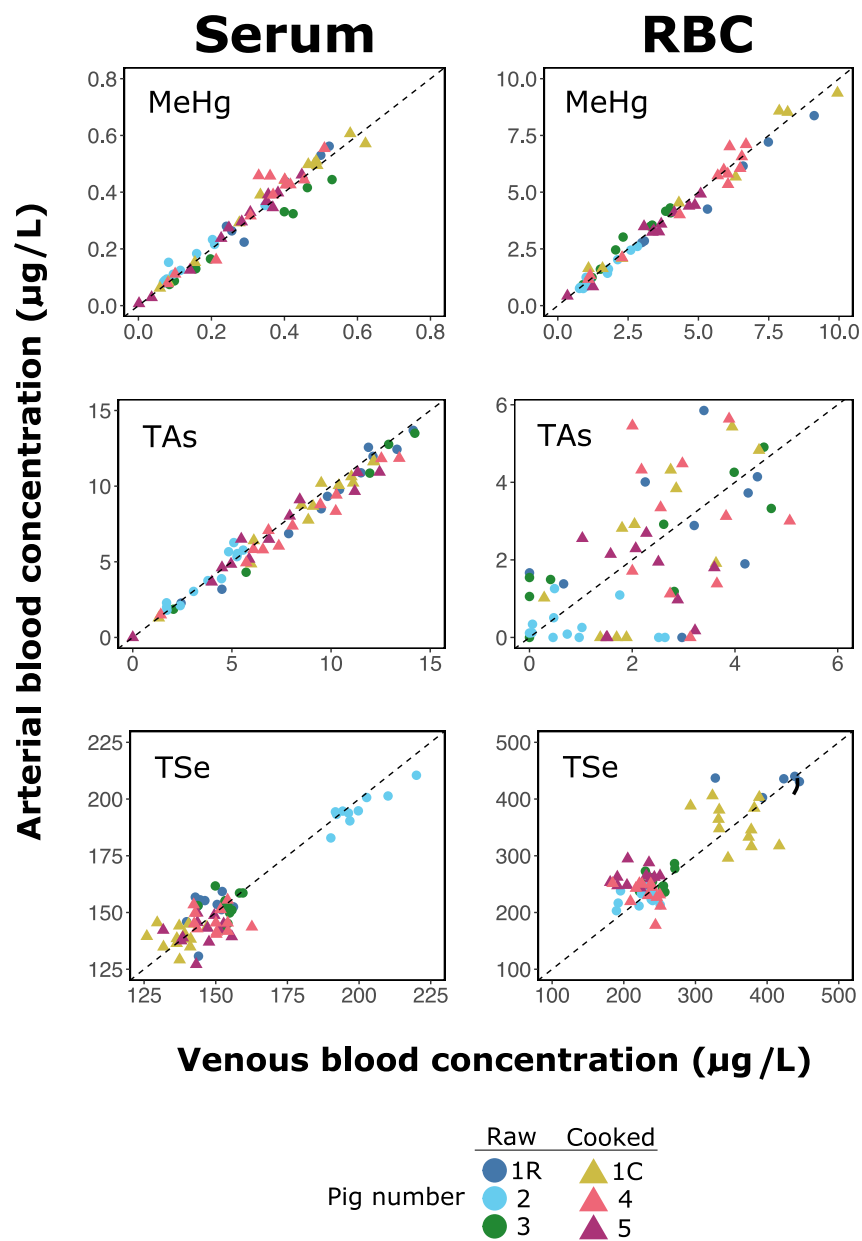 Serum RBC
MeHg MeHg
0.8 10.0
0.6 7.5
0.4 5.0
0.2 2.5
0.0 0.0
0.0 0.2 0.4 0.6 0.8 0.0 2.5 5.0 7.5 10.0
TAs TAs
15 6
10 4
5 2
0 0
0 5 10 15 0 2 4 6
TSe TSe
225 500
200 400
175 300
150 200
125 100
125 150 175 200 225 100 200 300 400 500
Arterial blood concentration (µg/L)
Venous blood concentration (µg/L)
Raw Cooked
1R 1C
Pig number 2 4
3 5